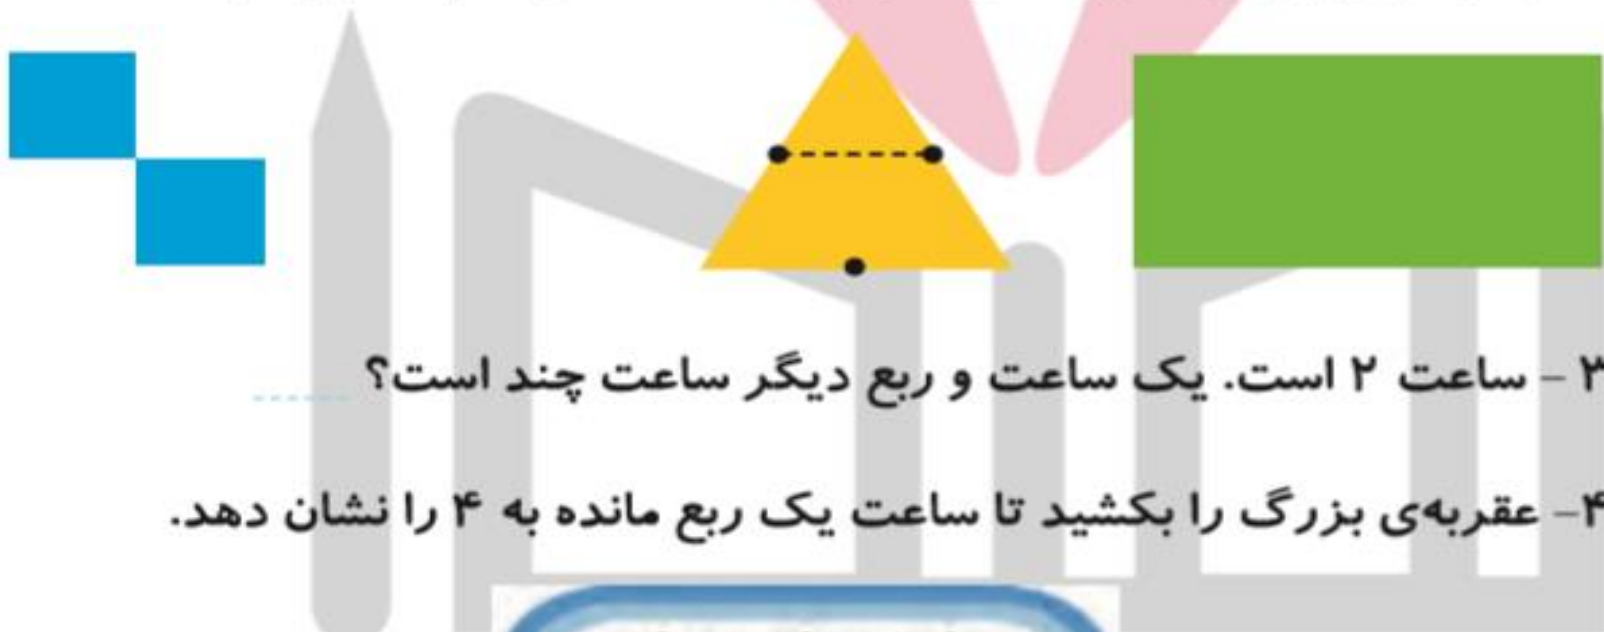 ۳ – ساعت ۲ است. یک ساعت و ربع دیگر ساعت چند است؟
۴– عقربه‌ی بزرگ را بکشید تا ساعت یک ربع مانده به ۴ را نشان دهد.